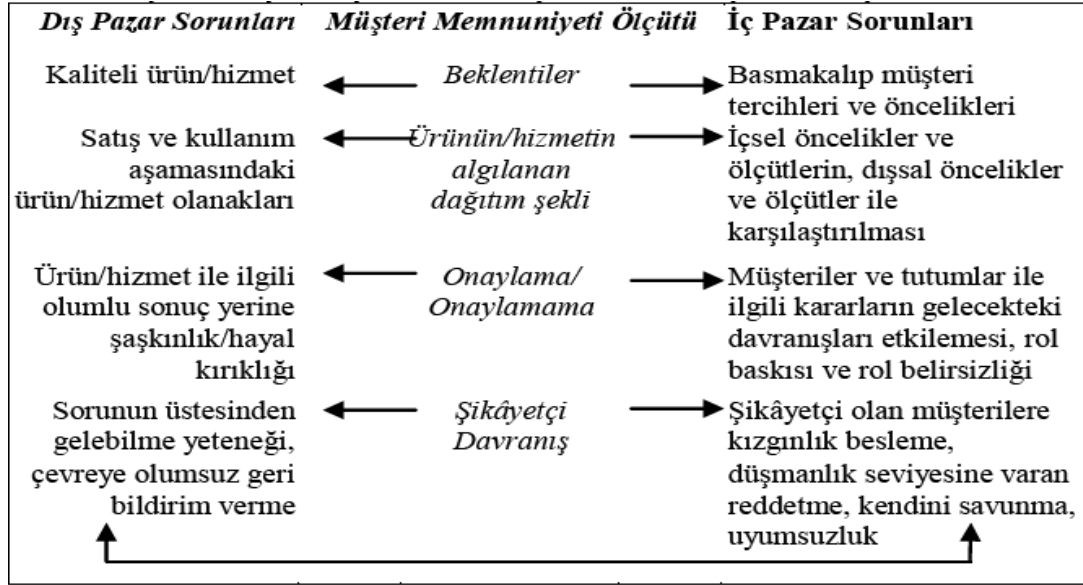 Dış Pazar Sorunları Müşteri Memnuniyeti Ölçütü İç Pazar Sorunları
Kaliteli ürün/hizmet
Beklentiler
Basmakalıp müşteri
tercihleri ve öncelikleri
Satış ve kullanım
aşamasındaki
ürün/hizmet olanakları
Ürünün/hizmetin
algılanan
dağıtım şekli
İçsel öncelikler ve
ölçütlerin, dışsal öncelikler
ve ölçütler ile
karşılaştırılması
Ürün/hizmet ile ilgili
olumlu sonuç yerine
şaşkınlık/hayal
kırıklığı
Onaylama/
Onaylamama
Müşteriler ve tutumlar ile
ilgili kararların gelecekteki
davranışları etkilemesi, rol
baskısı ve rol belirsizliği
Sorunun üstesinden
gelebilme yeteneği,
çevreye olumsuz geri
bildirim verme
Şikâyetçi
Davranış
Şikâyetçi olan müşterilere
kızgınlık besleme,
düşmanlık seviyesine varan
reddetme, kendini savunma,
uyumsuzluk